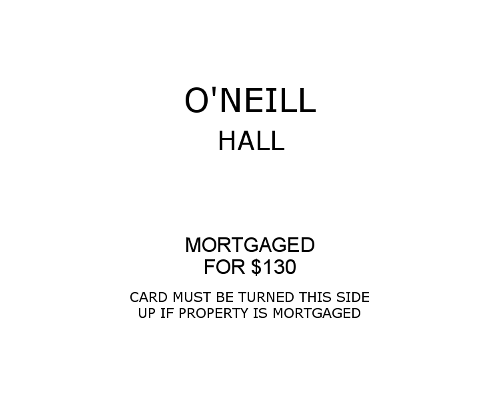 O'NEILL
HALL
MORTGAGED
FOR $130
CARD MUST BE TURNED THIS SIDE
UP IF PROPERTY IS MORTGAGED